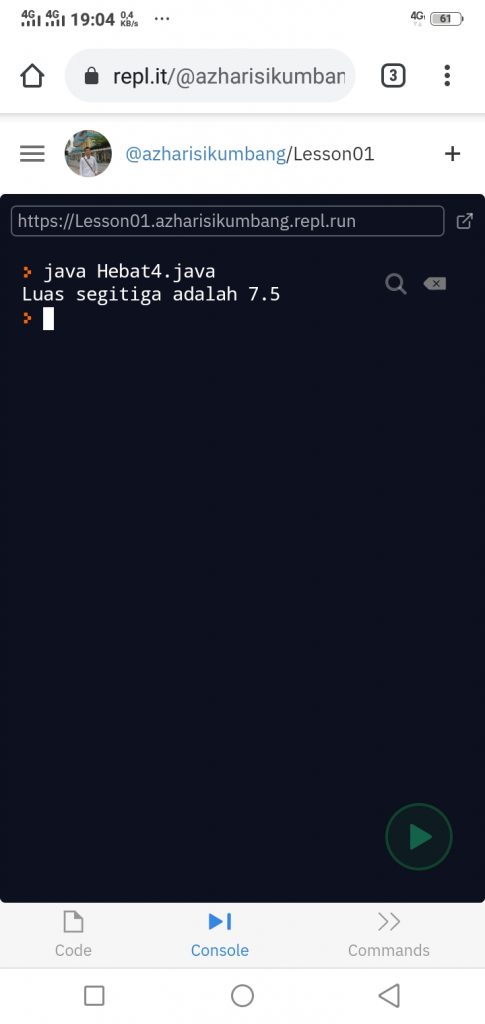 4G 4G 19:04 0,4 KB/s ... 4G 61
repl.it/@azharisikumban
3
@azharisikumbang/Lesson01
https://Lesson01.azharisikumbang.repl.run
java Hebat4.java
Luas segitiga adalah 7.5
Code Console Commands